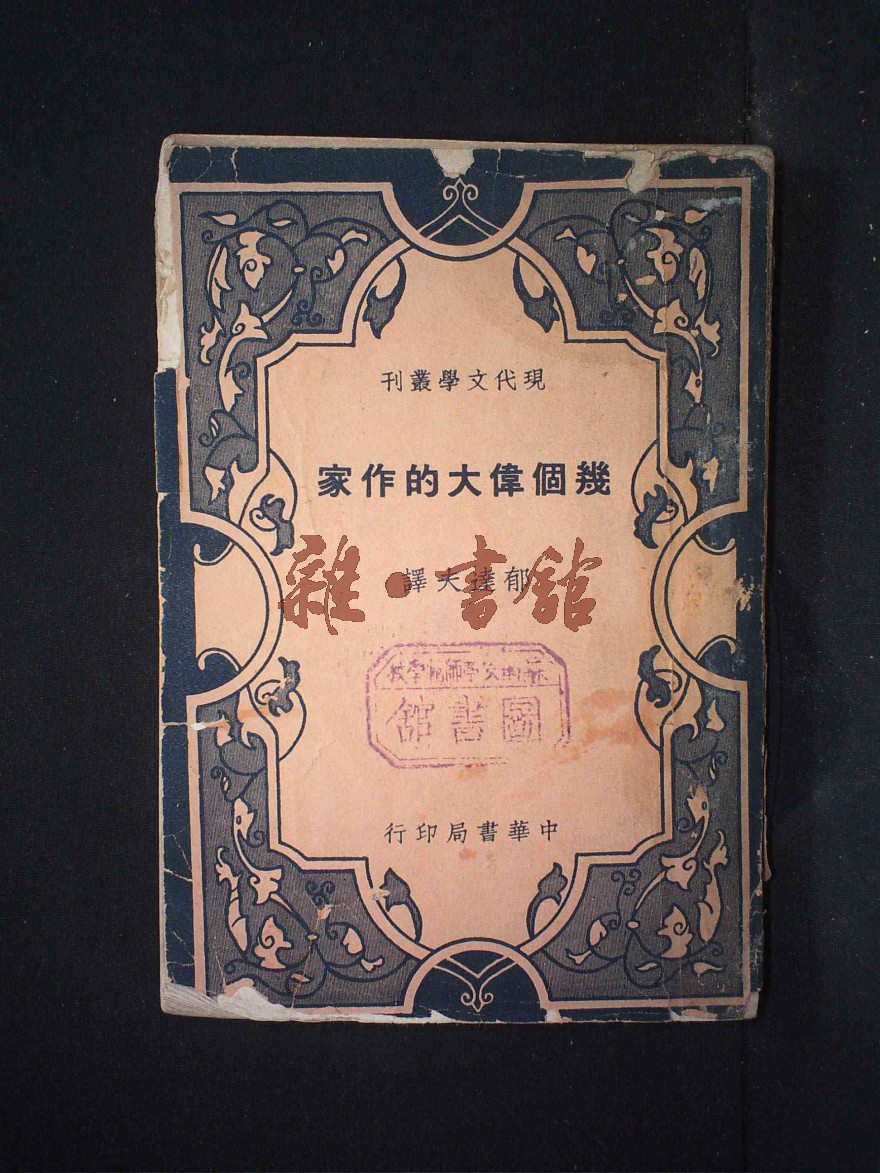 現代文學叢刊
幾個偉大的作家
郁達夫譯
雜·書館
圖書館
中華書局印行